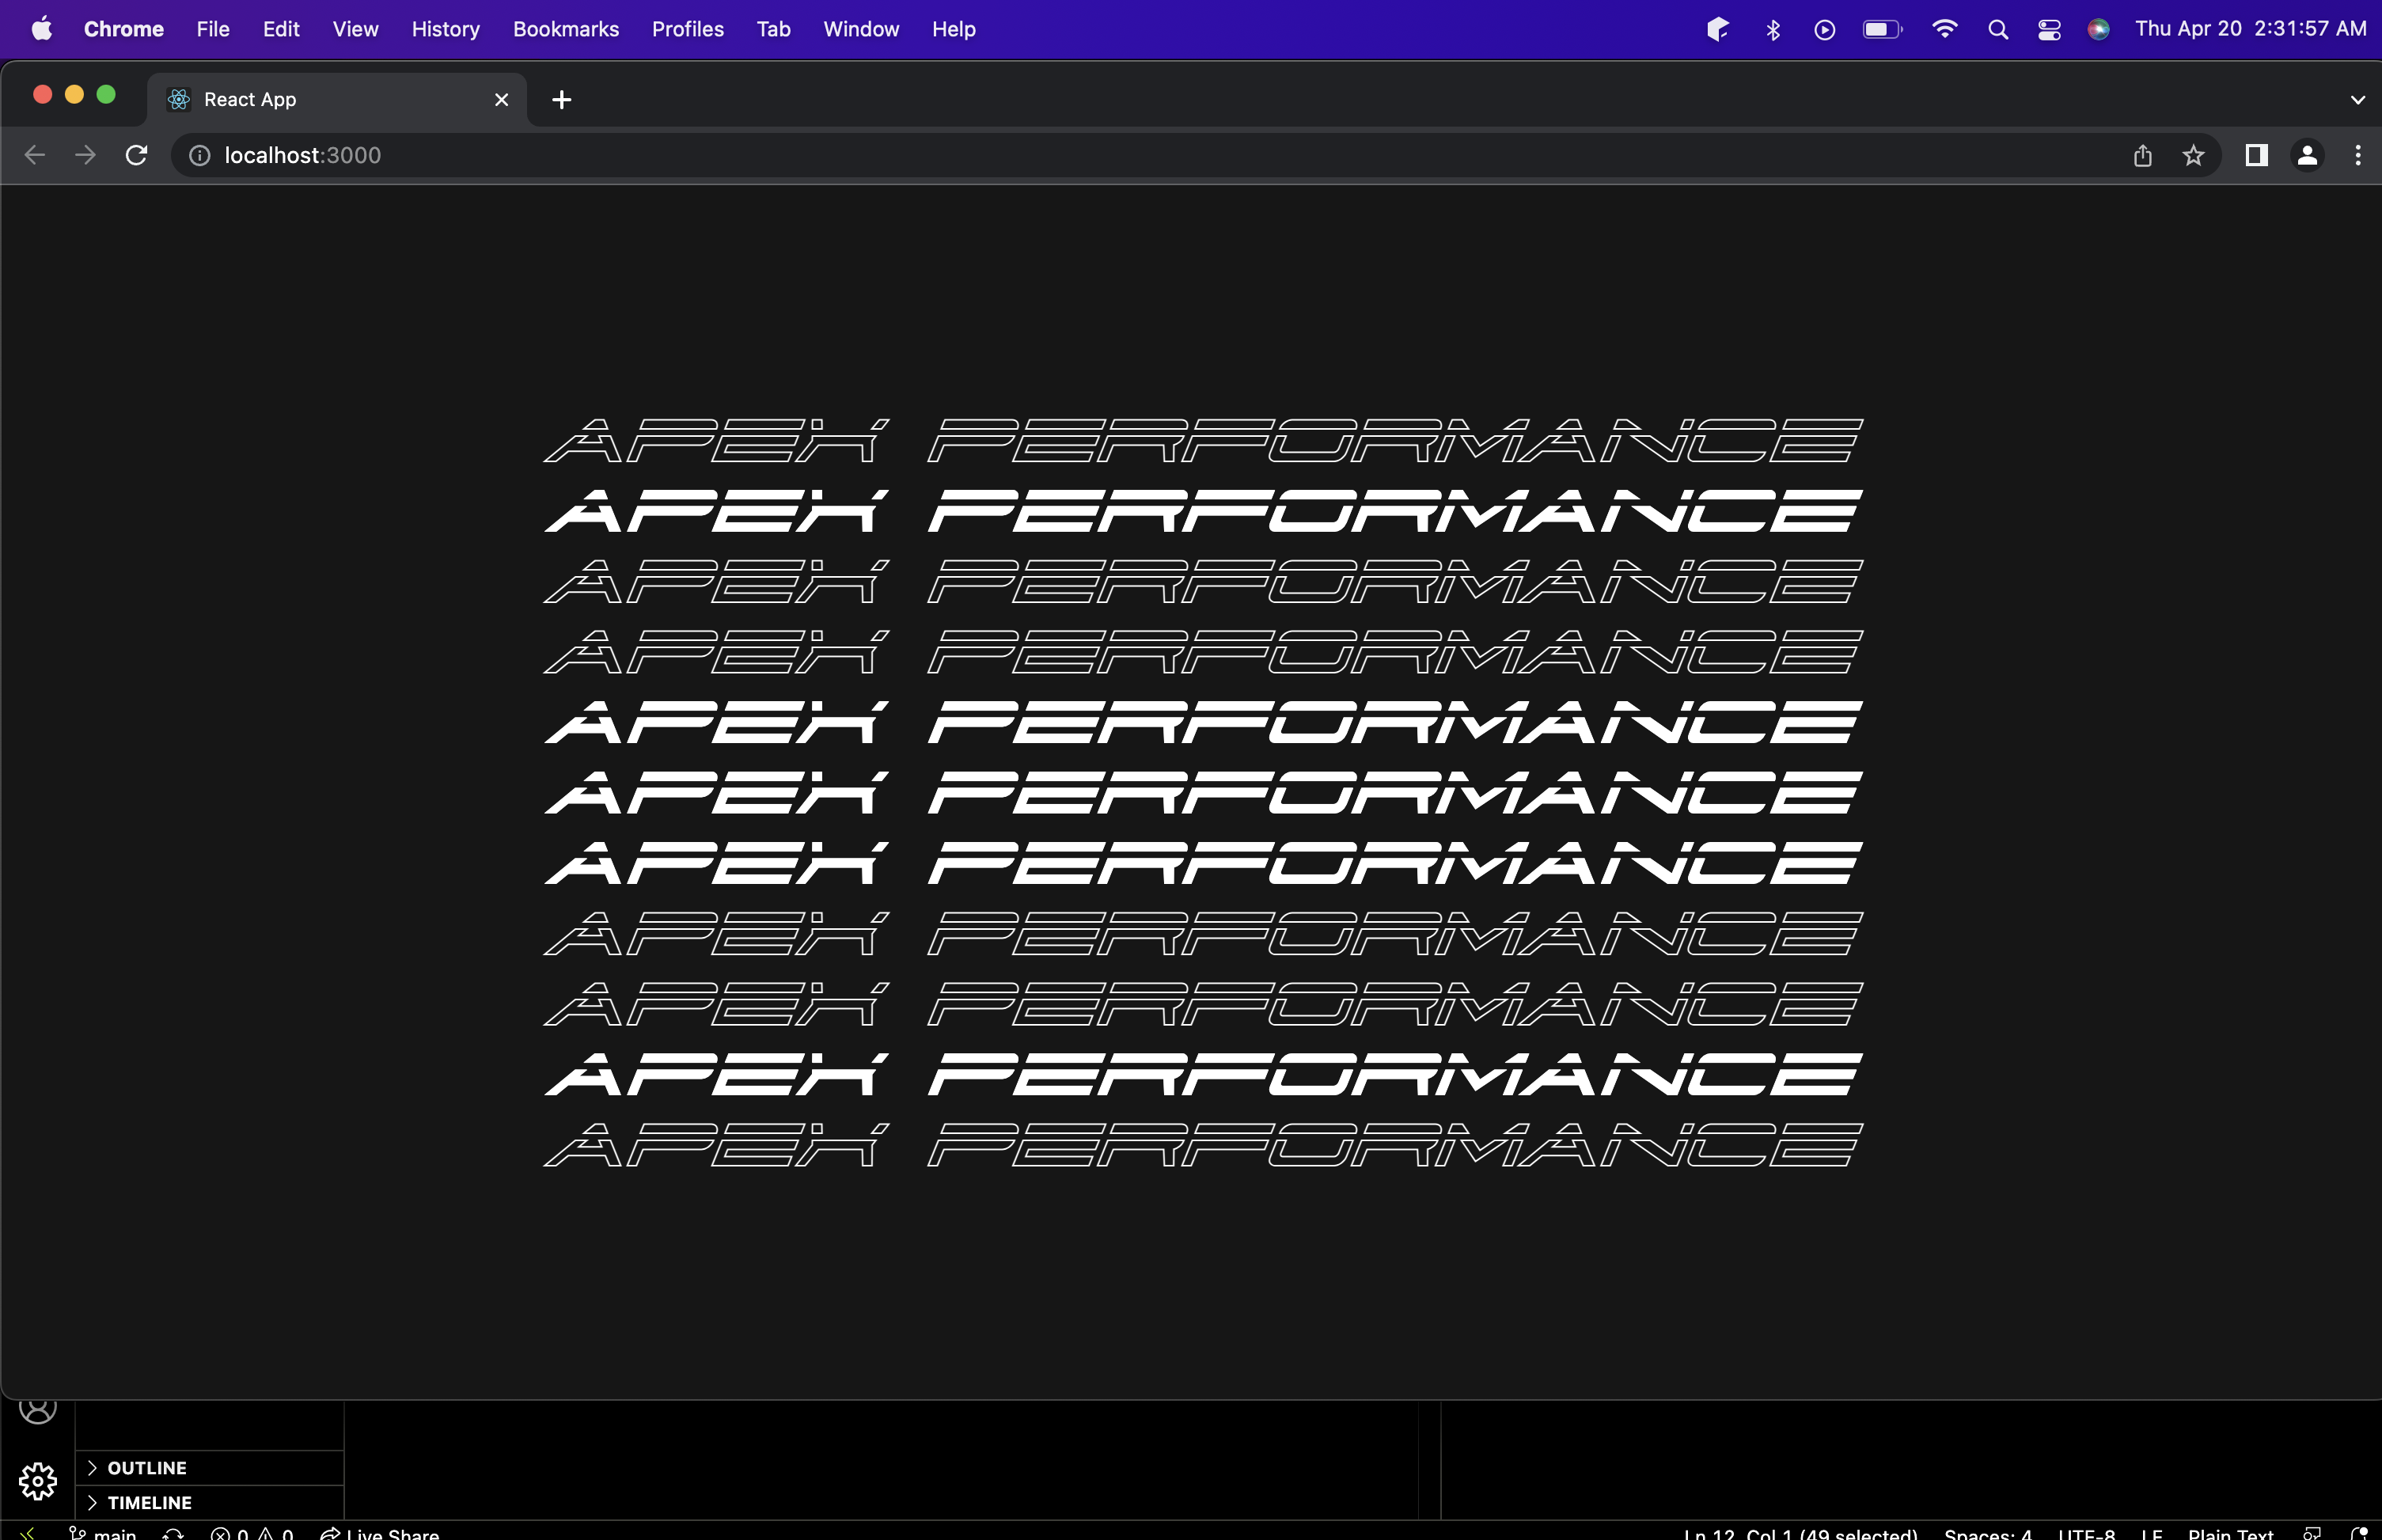 Chrome File Edit View History Bookmarks Profiles Tab Window Help Thu Apr 20 2:31:57 AM
React App
localhost:3000
APEX PERFORMANCE
APEX PERFORMANCE
APEX PERFORMANCE
APEX PERFORMANCE
APEX PERFORMANCE
APEX PERFORMANCE
APEX PERFORMANCE
APEX PERFORMANCE
APEX PERFORMANCE
APEX PERFORMANCE
APEX PERFORMANCE
OUTLINE
TIMELINE
main 0 0 Live Share Ln 12, Col 1 (49 selected) Spaces: 4 UTF-8 LF Plain Text